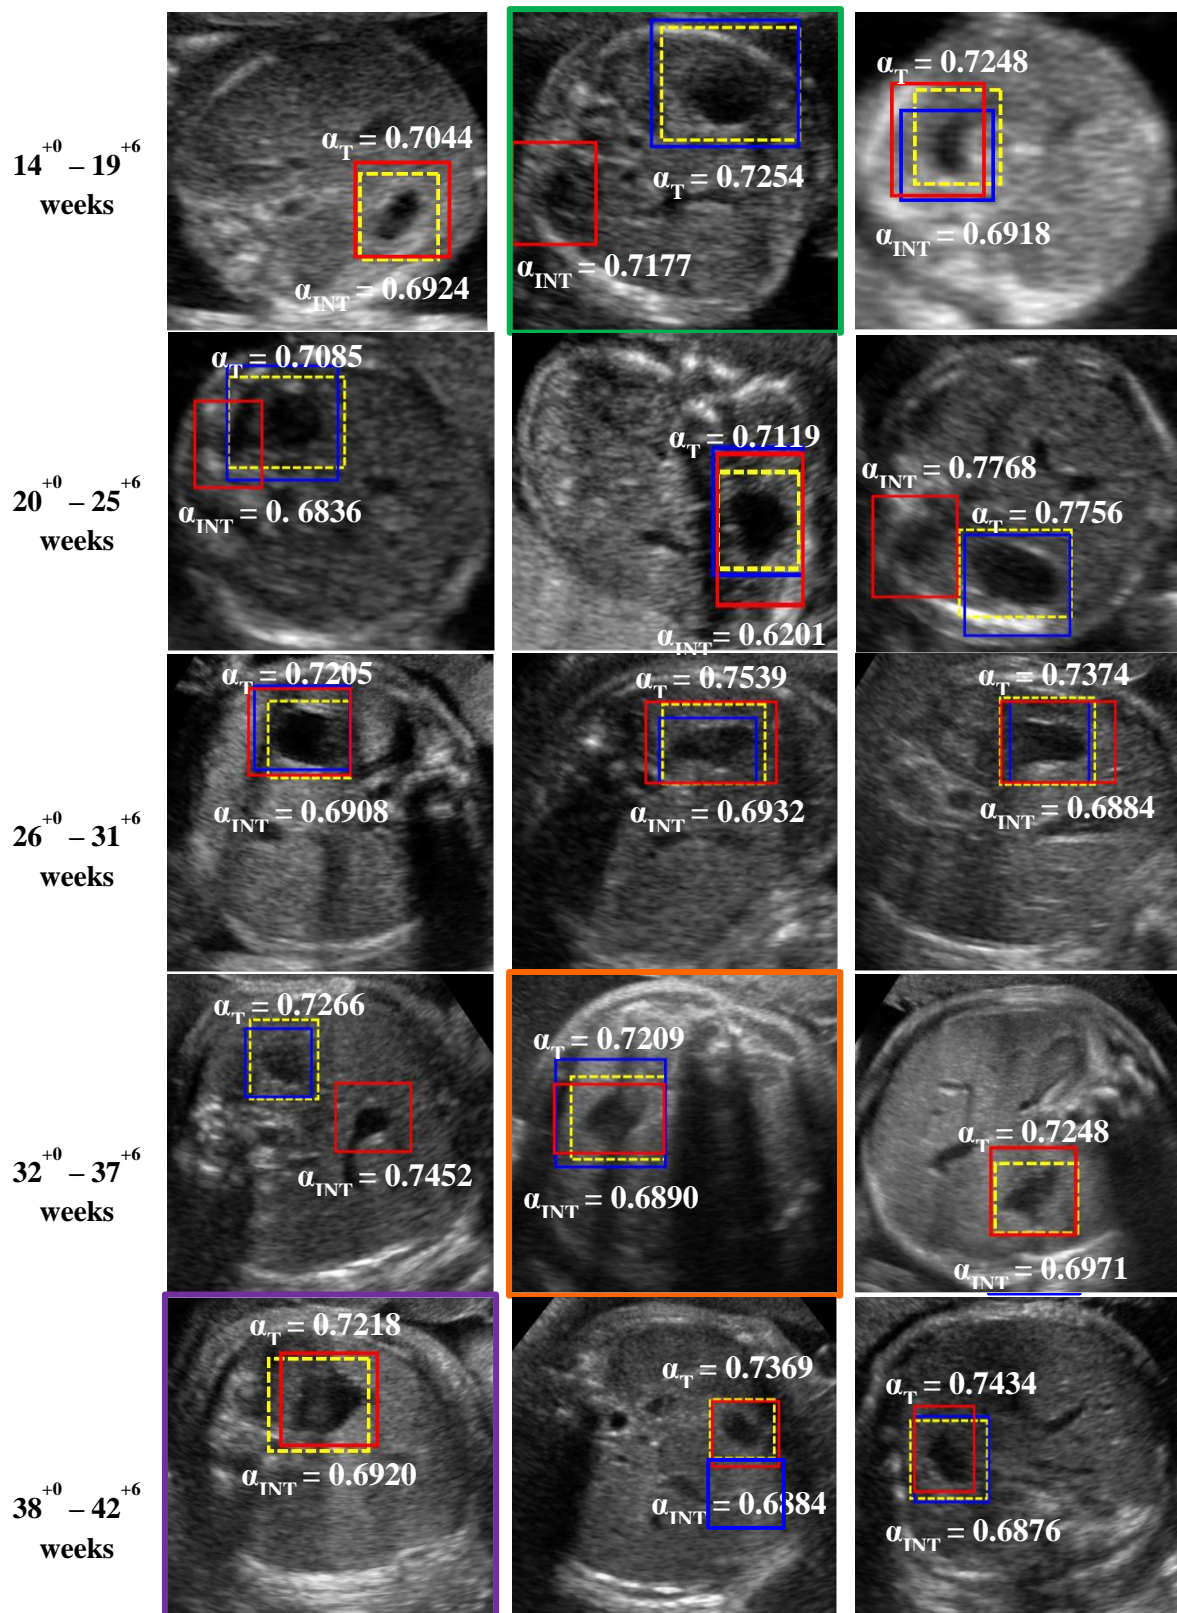 14+0 – 19+6
weeks
αT = 0.7044
αINT = 0.6924
αT = 0.7254
αINT = 0.7177
αT = 0.7248
αINT = 0.6918
20+0 – 25+6
weeks
αT = 0.7085
αINT = 0. 6836
αT = 0.7119
αINT = 0.6201
αINT = 0.7768
αT = 0.7756
26+0 – 31+6
weeks
αT = 0.7205
αINT = 0.6908
αT = 0.7539
αINT = 0.6932
αT = 0.7374
αINT = 0.6884
32+0 – 37+6
weeks
αT = 0.7266
αINT = 0.7452
αT = 0.7209
αINT = 0.6890
αT = 0.7248
αINT = 0.6971
38+0 – 42+6
weeks
αT = 0.7218
αINT = 0.6920
αT = 0.7369
αINT = 0.6884
αT = 0.7434
αINT = 0.6876